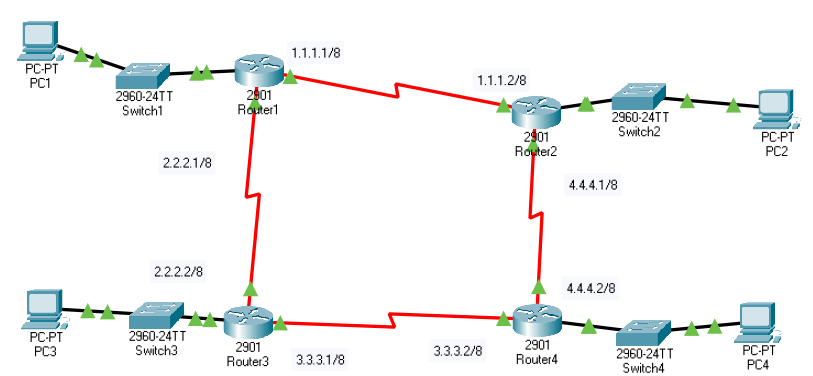 1.1.1.1/8
PC-PT
PC1
2960-24TT
Switch1
2901
Router1
1.1.1.2/8
2901
Router2
2960-24TT
Switch2
PC-PT
PC2
2.2.2.1/8
4.4.4.1/8
2.2.2.2/8
4.4.4.2/8
PC-PT
PC3
2960-24TT
Switch3
2901
Router3
3.3.3.1/8
3.3.3.2/8
2901
Router4
2960-24TT
Switch4
PC-PT
PC4